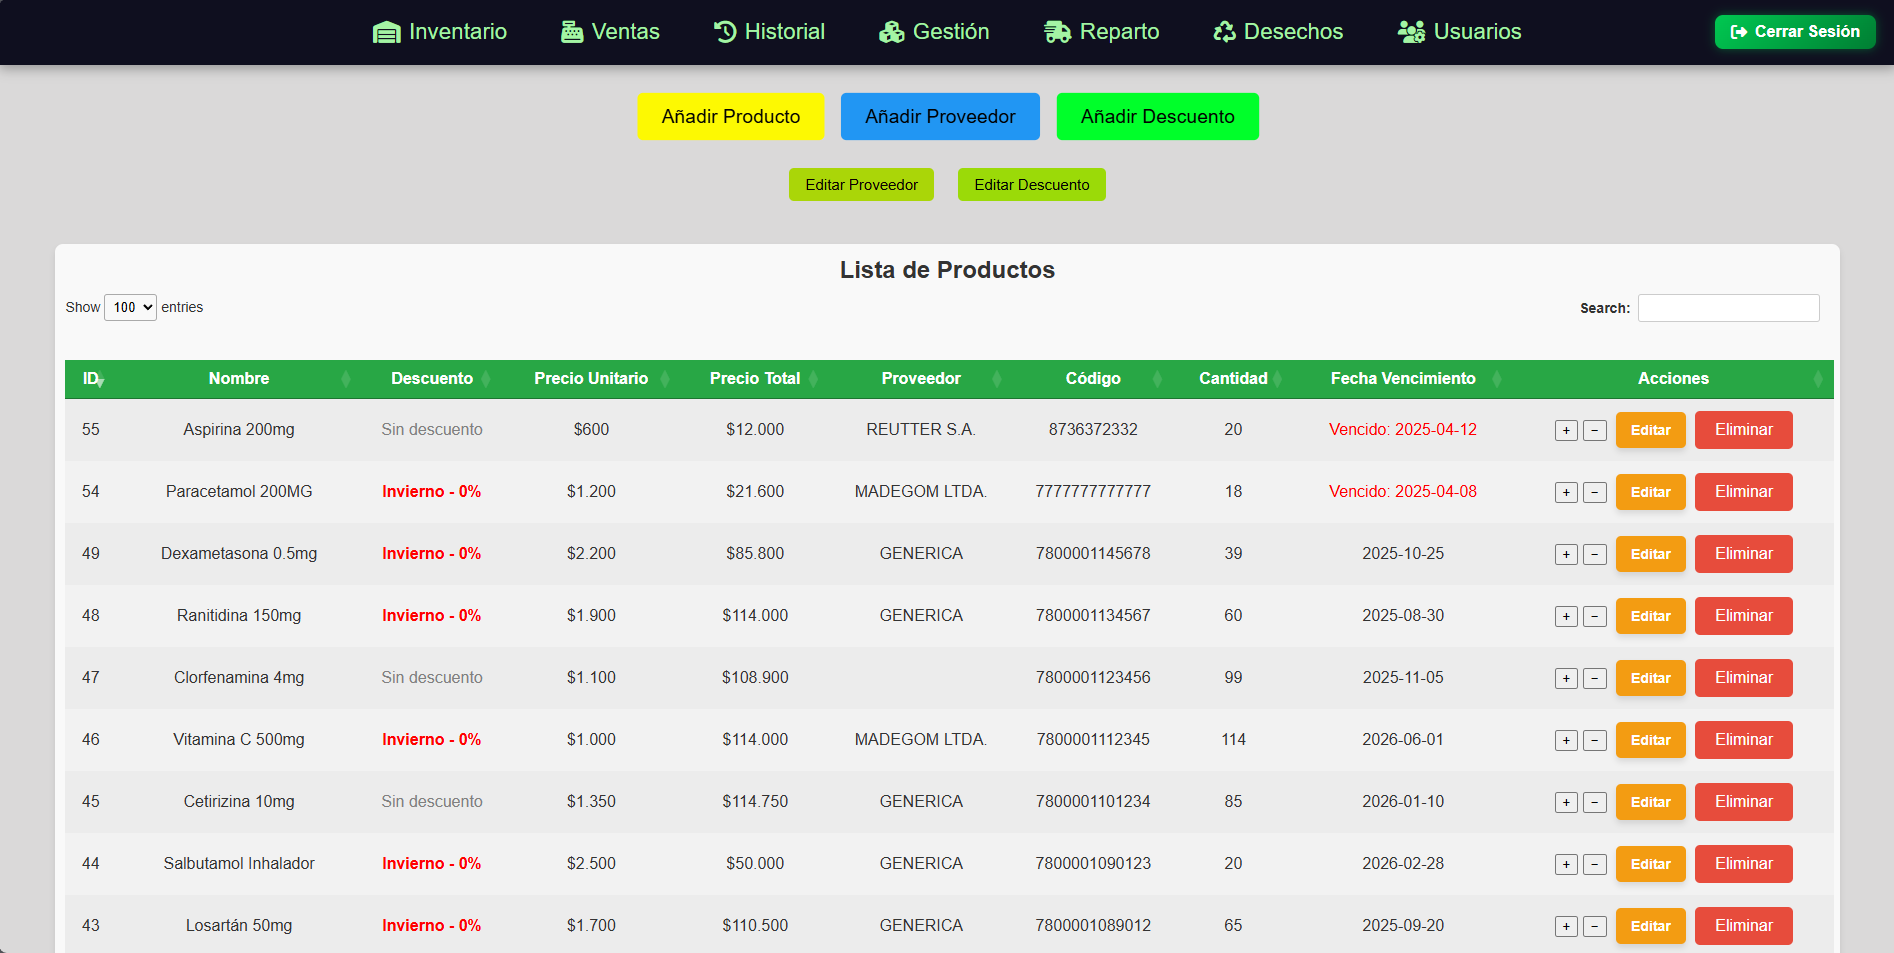 Inventario Ventas Historial Gestión Reparto Desechos Usuarios Cerrar Sesión
Añadir Producto Añadir Proveedor Añadir Descuento
Editar Proveedor Editar Descuento
Lista de Productos
Show 100 entries Search:
ID Nombre Descuento Precio Unitario Precio Total Proveedor Código Cantidad Fecha Vencimiento Acciones
55 Aspirina 200mg Sin descuento $600 $12.000 REUTTER S.A. 8736372332 20 Vencido: 2025-04-12 + − Editar Eliminar
54 Paracetamol 200MG Invierno - 0% $1.200 $21.600 MADEGOM LTDA. 7777777777777 18 Vencido: 2025-04-08 + − Editar Eliminar
49 Dexametasona 0.5mg Invierno - 0% $2.200 $85.800 GENERICA 7800001145678 39 2025-10-25 + − Editar Eliminar
48 Ranitidina 150mg Invierno - 0% $1.900 $114.000 GENERICA 7800001134567 60 2025-08-30 + − Editar Eliminar
47 Clorfenamina 4mg Sin descuento $1.100 $108.900 7800001123456 99 2025-11-05 + − Editar Eliminar
46 Vitamina C 500mg Invierno - 0% $1.000 $114.000 MADEGOM LTDA. 7800001112345 114 2026-06-01 + − Editar Eliminar
45 Cetirizina 10mg Sin descuento $1.350 $114.750 GENERICA 7800001101234 85 2026-01-10 + − Editar Eliminar
44 Salbutamol Inhalador Invierno - 0% $2.500 $50.000 GENERICA 7800001090123 20 2026-02-28 + − Editar Eliminar
43 Losartán 50mg Invierno - 0% $1.700 $110.500 GENERICA 7800001089012 65 2025-09-20 + − Editar Eliminar